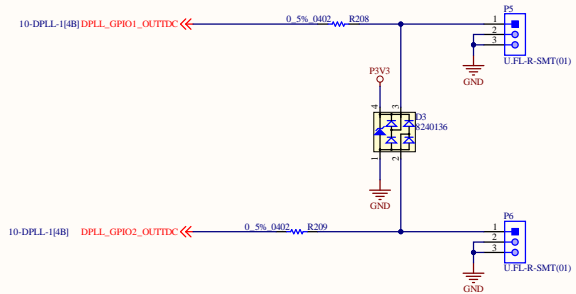 P5
10-DPLL-1[4B] DPLL_GPIO1_OUTTDC 0_5%_0402 R208 1
2
3
U.FL-R-SMT(01)
GND
P3V3
4 3
D3
8240136
1 2
GND
P6
10-DPLL-1[4B] DPLL_GPIO2_OUTTDC 0_5%_0402 R209 1
2
3
U.FL-R-SMT(01)
GND